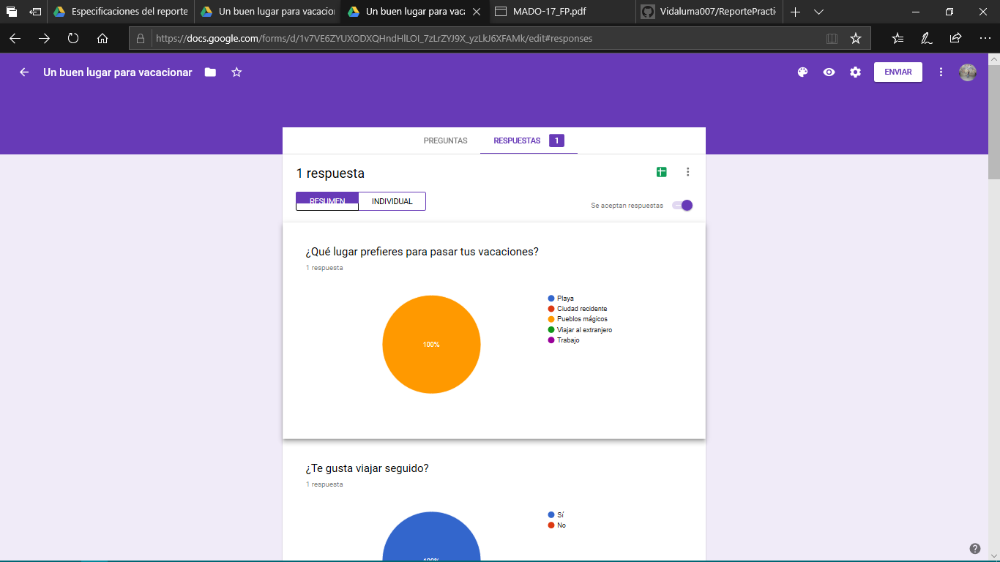 Especificaciones del reporte
Un buen lugar para vacacion
Un buen lugar para vaca
MADO-17_FP.pdf
Vidaluma007/ReportePracti
https://docs.google.com/forms/d/1v7VE6ZYUXODXQHndHlLOI_7zLrZYJ9X_yzLkJ6XFAMk/edit#responses
Un buen lugar para vacacionar
ENVIAR
PREGUNTAS
RESPUESTAS 1
1 respuesta
RESUMEN
INDIVIDUAL
Se aceptan respuestas
¿Qué lugar prefieres para pasar tus vacaciones?
1 respuesta
100%
Playa
Ciudad recidente
Pueblos mágicos
Viajar al extranjero
Trabajo
¿Te gusta viajar seguido?
1 respuesta
100%
Sí
No